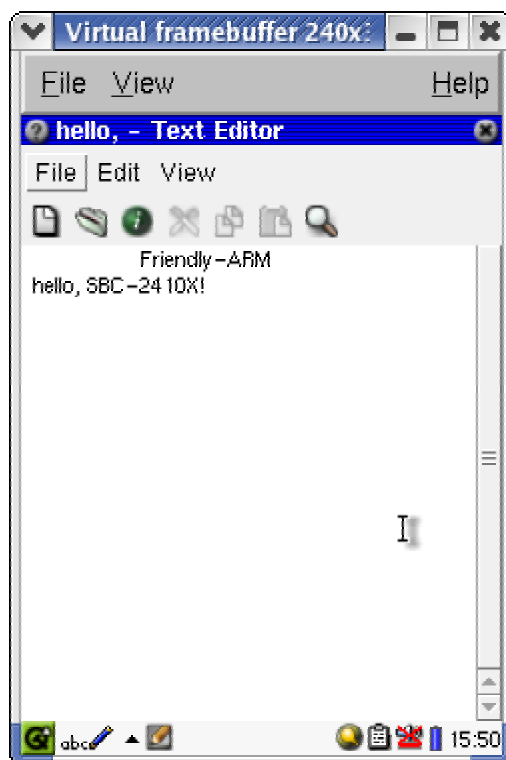 Virtual framebuffer 240x:
File View Help
hello, - Text Editor
File Edit View
Friendly-ARM
hello, SBC-2410X!
abc 15:50